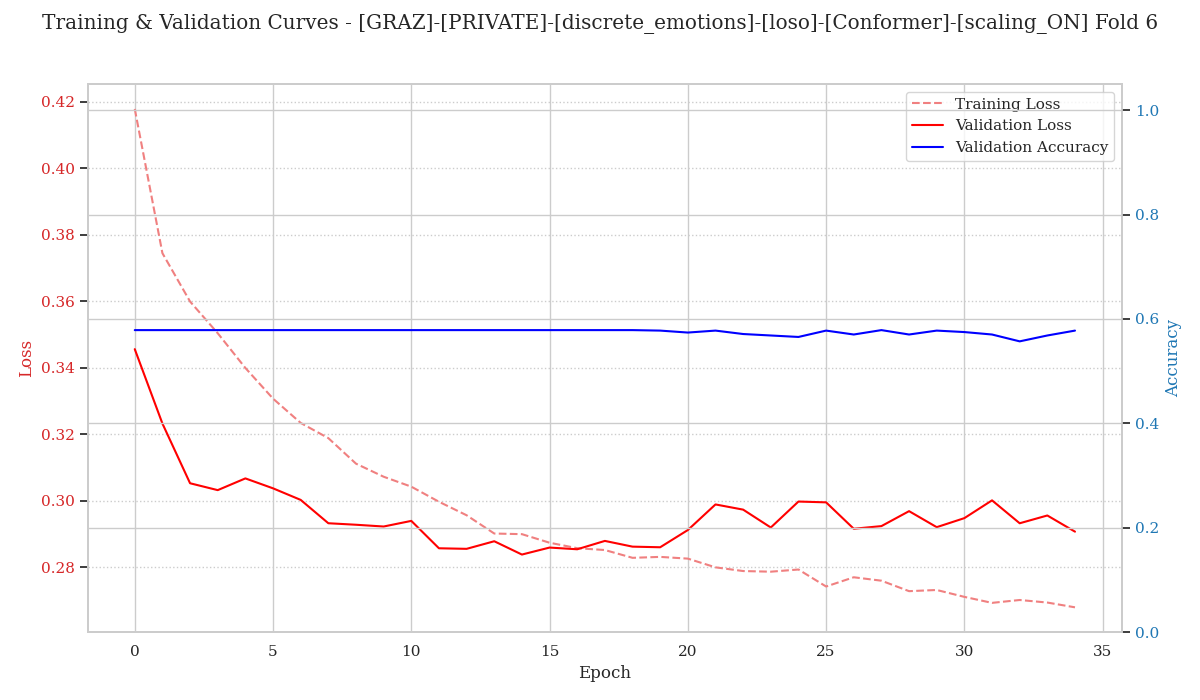 Training & Validation Curves - [GRAZ]-[PRIVATE]-[discrete_emotions]-[loso]-[Conformer]-[scaling_ON] Fold 6
Training Loss
Validation Loss
Validation Accuracy
0.42
0.40
0.38
0.36
0.34
0.32
0.30
0.28
Loss
1.0
0.8
0.6
0.4
0.2
0.0
Accuracy
0 5 10 15 20 25 30 35
Epoch